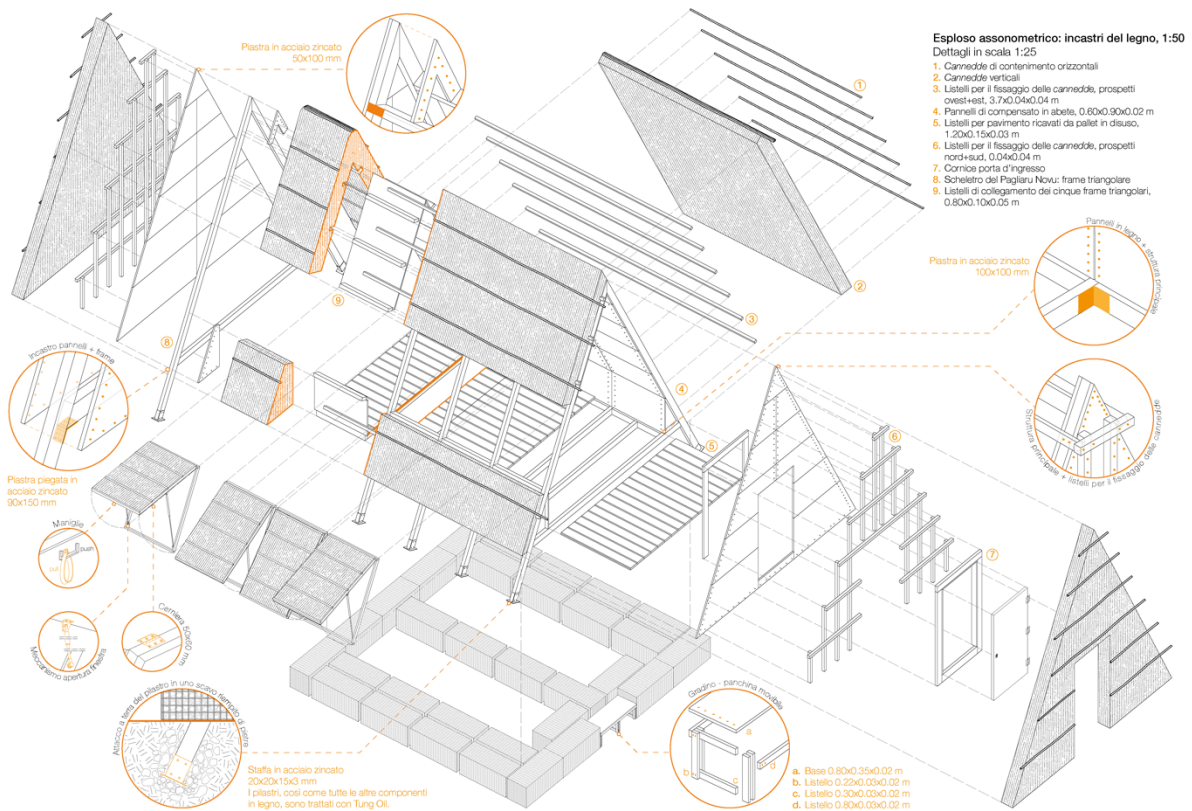 Esploso assonometrico: incastri del legno, 1:50
Dettagli in scala 1:25
1. Cannedde di contenimento orizzontali
2. Cannedde verticali
3. Listelli per il fissaggio delle cannedde, prospetti
ovest+est, 3.7x0.04x0.04 m
4. Pannelli di compensato in abete, 0.60x0.90x0.02 m
5. Listelli per pavimento ricavati da pallet in disuso,
1.20x0.15x0.03 m
6. Listelli per il fissaggio delle cannedde, prospetti
nord+sud, 0.04x0.04 m
7. Cornice porta d'ingresso
8. Scheletro del Pagliaru Novu: frame triangolare
9. Listelli di collegamento dei cinque frame triangolari,
0.80x0.10x0.05 m
Piastra in acciaio zincato
50x100 mm
1
2
3
4
5
6
7
8
9
Pannelli in legno + struttura principale
Piastra in acciaio zincato
100x100 mm
Struttura principale + listelli per il fissaggio delle cannedde
Incastro pannelli + frame
Piastra piegata in
acciaio zincato
90x150 mm
Maniglie
push
pull
Meccanismo apertura finestra
Cerniera 50x60 mm
Attacco a terra del pilastro in uno scavo riempito di pietre
Staffa in acciaio zincato
20x20x15x3 mm
I pilastri, così come tutte le altre componenti
in legno, sono trattati con Tung Oil.
Gradino - panchina movibile
a
b
c
d
a. Base 0.80x0.35x0.02 m
b. Listello 0.22x0.03x0.02 m
c. Listello 0.30x0.03x0.02 m
d. Listello 0.80x0.03x0.02 m